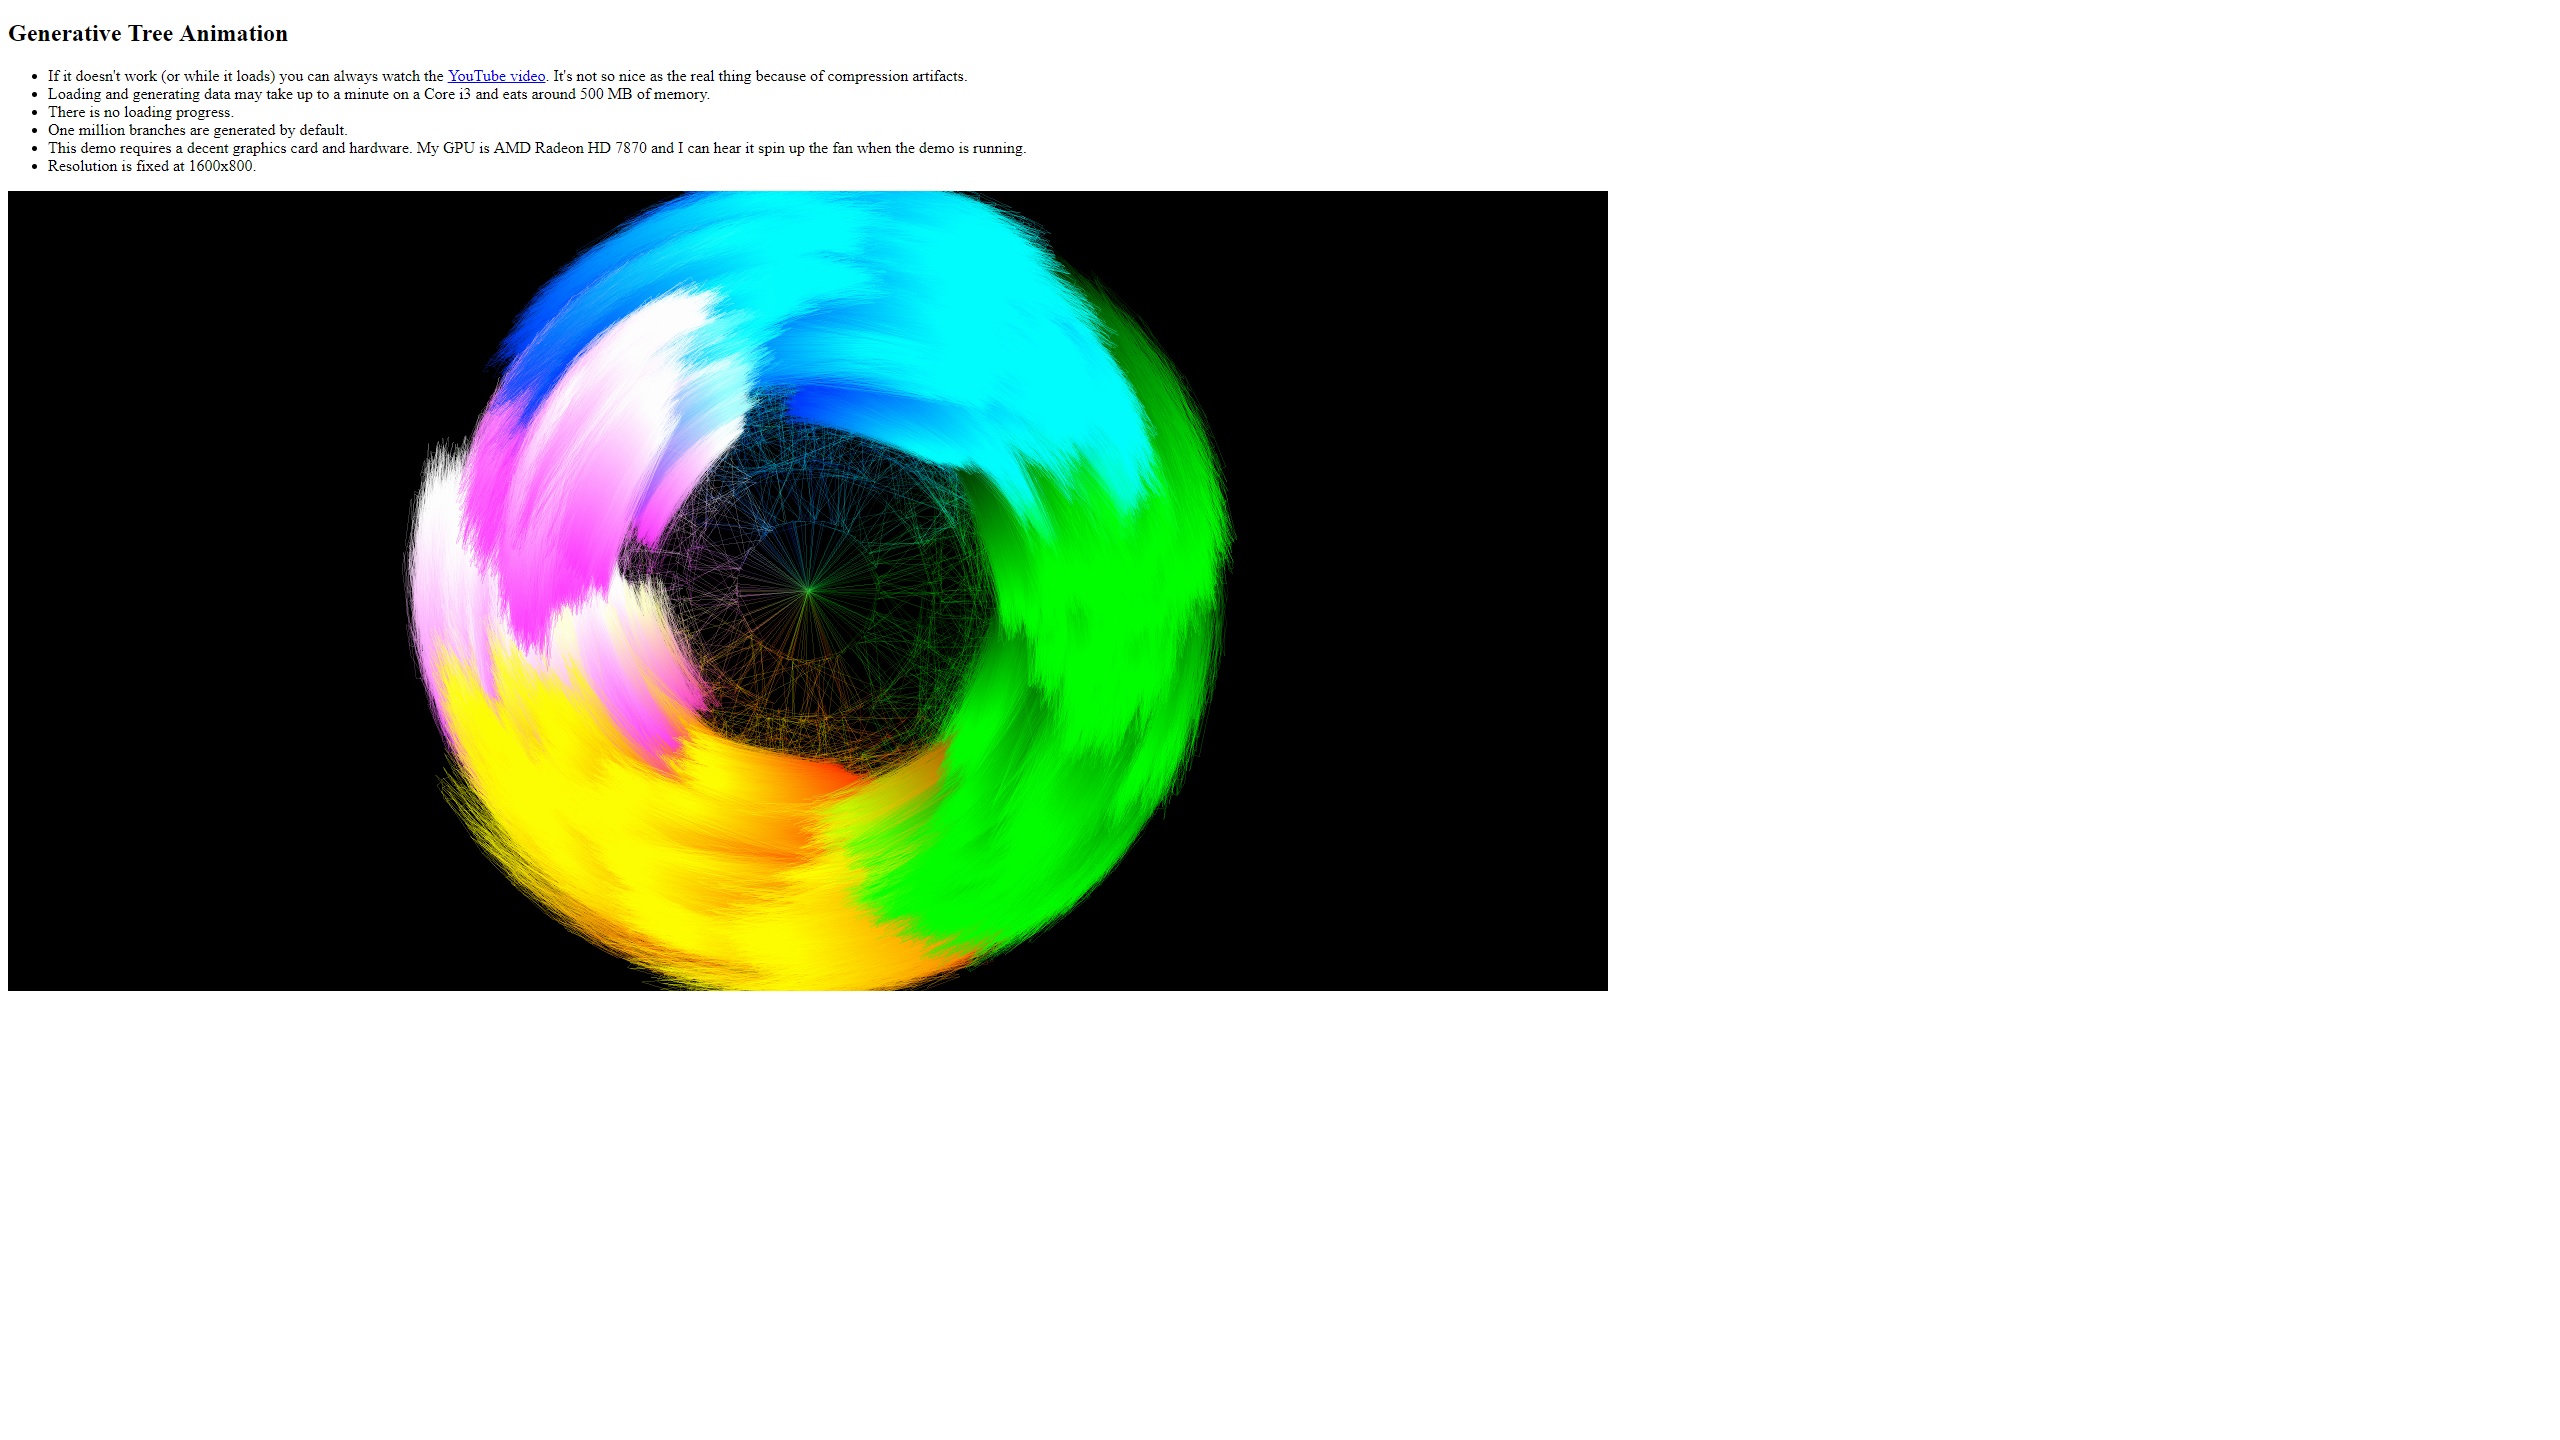 Generative Tree Animation
If it doesn't work (or while it loads) you can always watch the YouTube video. It's not so nice as the real thing because of compression artifacts.
Loading and generating data may take up to a minute on a Core i3 and eats around 500 MB of memory.
There is no loading progress.
One million branches are generated by default.
This demo requires a decent graphics card and hardware. My GPU is AMD Radeon HD 7870 and I can hear it spin up the fan when the demo is running.
Resolution is fixed at 1600x800.